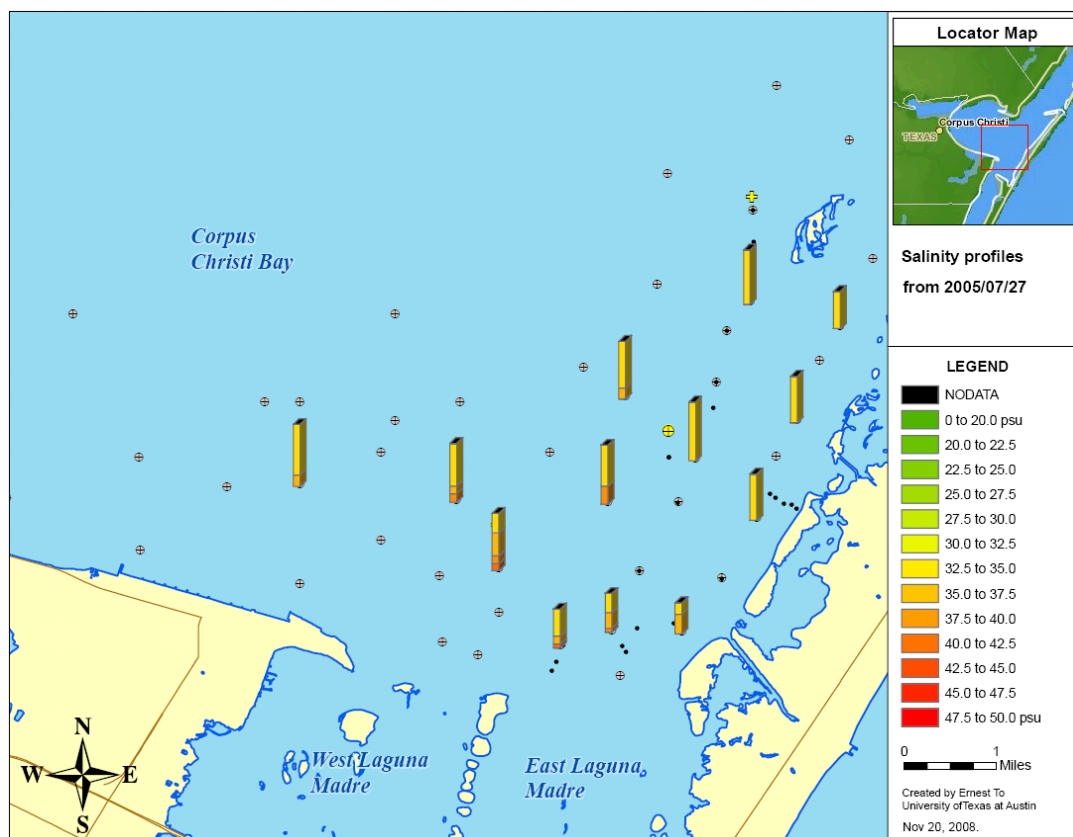 Locator Map
Corpus Christi
TEXAS
Corpus
Christi Bay
Salinity profiles
from 2005/07/27
LEGEND
NODATA
0 to 20.0 psu
20.0 to 22.5
22.5 to 25.0
25.0 to 27.5
27.5 to 30.0
30.0 to 32.5
32.5 to 35.0
35.0 to 37.5
37.5 to 40.0
40.0 to 42.5
42.5 to 45.0
45.0 to 47.5
47.5 to 50.0 psu
N
W E
S
West Laguna
Madre
East Laguna
Madre
0 1
Miles
Created by Ernest To
University of Texas at Austin
Nov 20, 2008.